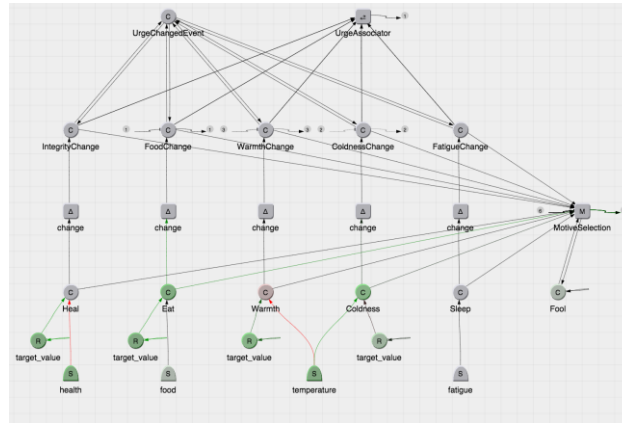 C
UrgeChangedEvent
UrgeAssociator
C C C C C
IntegrityChange FoodChange WarmthChange ColdnessChange FatigueChange
Δ Δ Δ Δ Δ M
change change change change change MotiveSelection
C C C C C C
Heal Eat Warmth Coldness Sleep Fool
R R R R
target_value target_value target_value target_value
S S S S
health food temperature fatigue